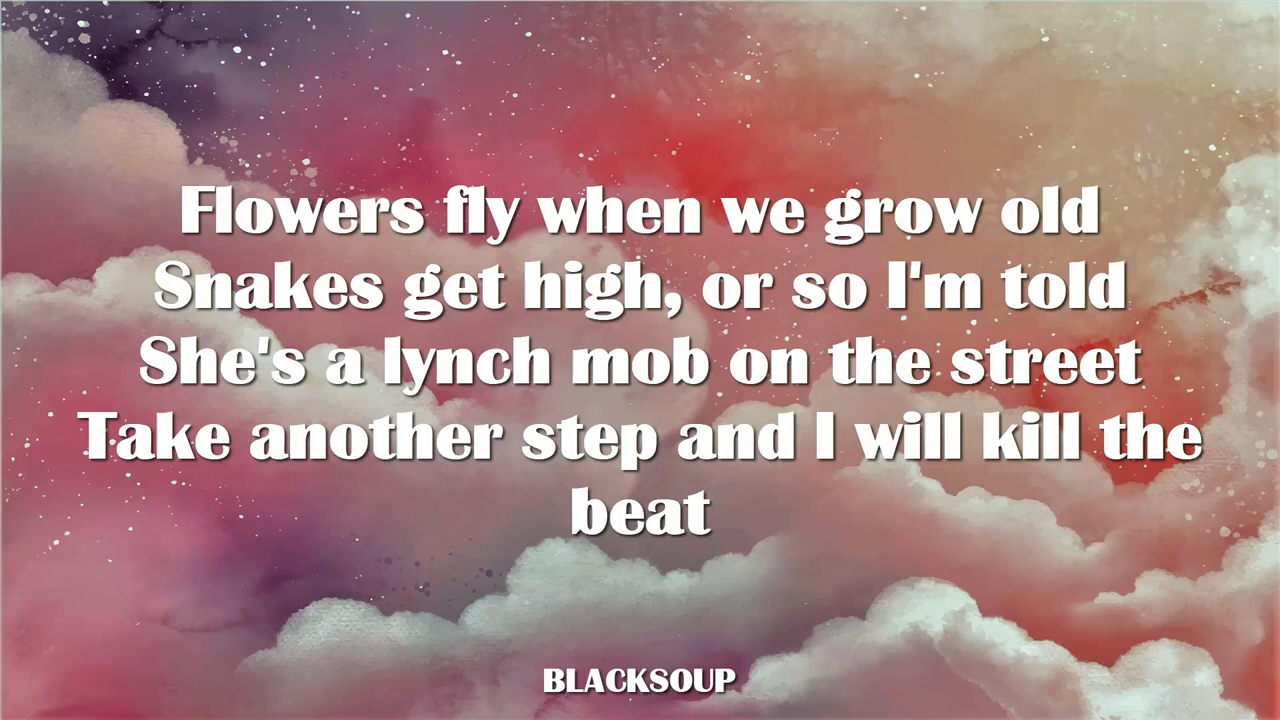 Flowers fly when we grow old
Snakes get high, or so I'm told
She's a lynch mob on the street
Take another step and I will kill the
beat
BLACKSOUP